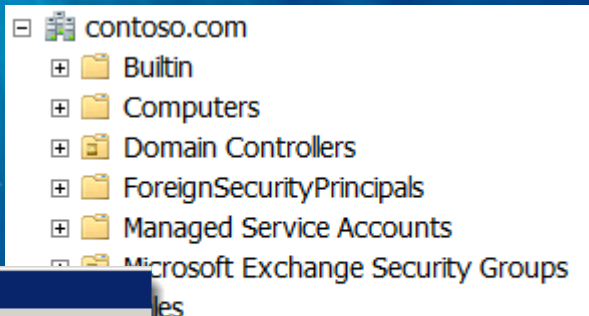 contoso.com
Builtin
Computers
Domain Controllers
ForeignSecurityPrincipals
Managed Service Accounts
Microsoft Exchange Security Groups